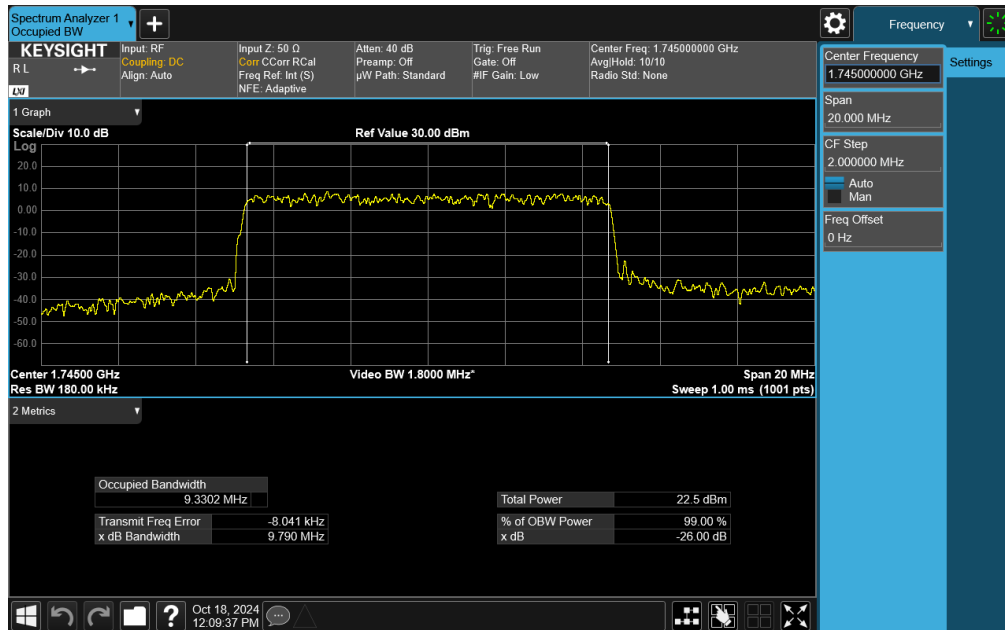 Spectrum Analyzer 1
Occupied BW
Frequency
KEYSIGHT
R L
LXI
Input: RF
Coupling: DC
Align: Auto
Input Z: 50 Ω
Corr CCorr RCal
Freq Ref: Int (S)
NFE: Adaptive
Atten: 40 dB
Preamp: Off
µW Path: Standard
Trig: Free Run
Gate: Off
#IF Gain: Low
Center Freq: 1.745000000 GHz
Avg|Hold: 10/10
Radio Std: None
Center Frequency
1.745000000 GHz
Settings
Span
20.000 MHz
CF Step
2.000000 MHz
Auto
Man
Freq Offset
0 Hz
1 Graph
Scale/Div 10.0 dB
Ref Value 30.00 dBm
Log
20.0
10.0
0.00
-10.0
-20.0
-30.0
-40.0
-50.0
-60.0
Center 1.74500 GHz
Video BW 1.8000 MHz*
Span 20 MHz
Res BW 180.00 kHz
Sweep 1.00 ms (1001 pts)
2 Metrics
Occupied Bandwidth
9.3302 MHz
Total Power 22.5 dBm
Transmit Freq Error -8.041 kHz
% of OBW Power 99.00 %
x dB Bandwidth 9.790 MHz
x dB -26.00 dB
Oct 18, 2024
12:09:37 PM